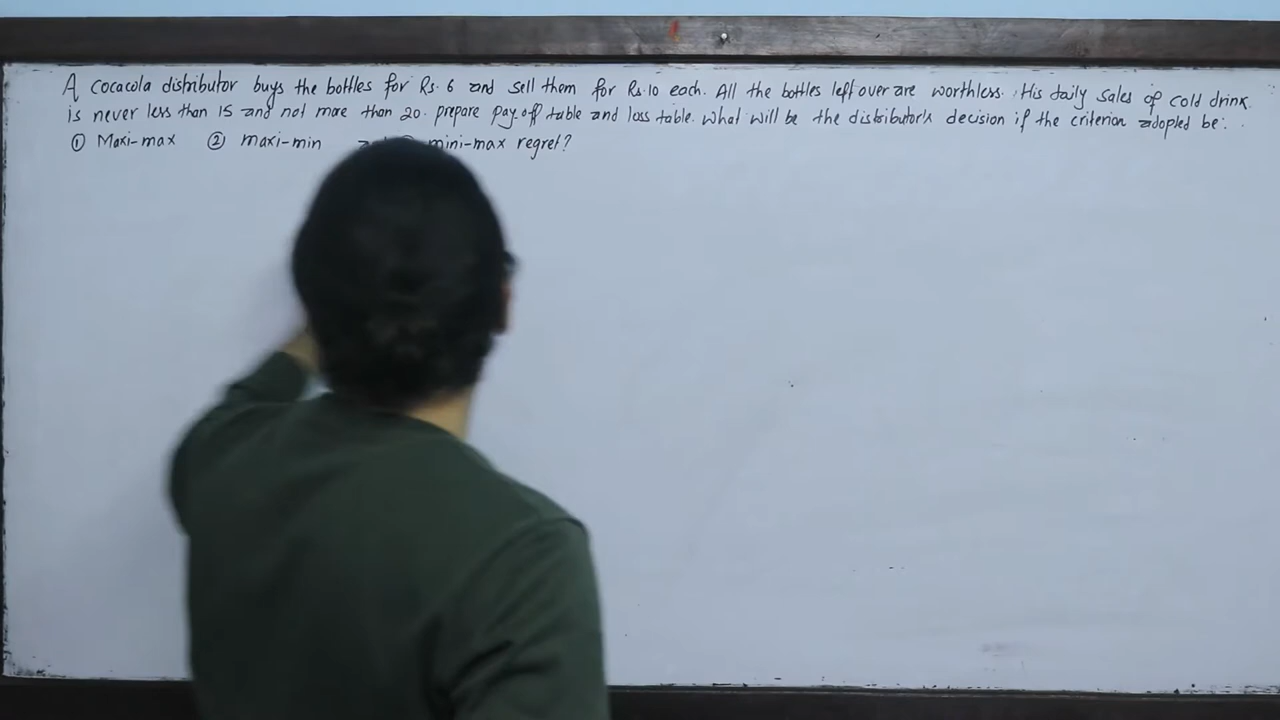 A cocacola distributor buys the bottles for Rs. 6 and sell them for Rs. 10 each. All the bottles left over are worthless. His daily sales of cold drink
is never less than 15 and not more than 20. prepare pay off table and loss table. what will be the distributor's decision if the criterion adopted be:
① Maxi-max ② maxi-min mini-max regret?